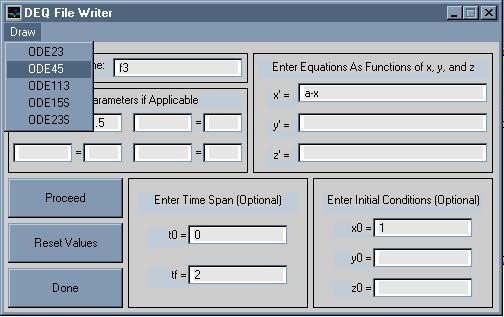 DEQ File Writer
Draw
ODE23
ODE45
ODE113
ODE15S
ODE23S
me: f3
Parameters if Applicable
.5 =
= =
Enter Equations As Functions of x, y, and z
x' = a-x
y' =
z' =
Proceed
Reset Values
Done
Enter Time Span (Optional)
t0 = 0
tf = 2
Enter Initial Conditions (Optional)
x0 = 1
y0 =
z0 =